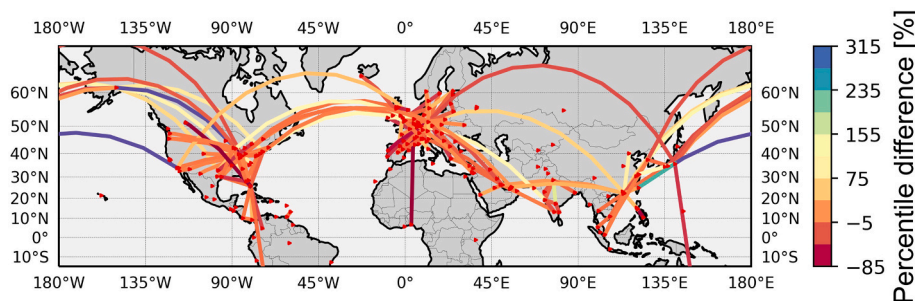 180°W 135°W 90°W 45°W 0° 45°E 90°E 135°E 180°E
60°N 60°N
50°N 50°N
40°N 40°N
30°N 30°N
20°N 20°N
10°N 10°N
0° 0°
10°S 10°S
180°W 135°W 90°W 45°W 0° 45°E 90°E 135°E 180°E
315
235
155
75
−5
−85
Percentile difference [%]